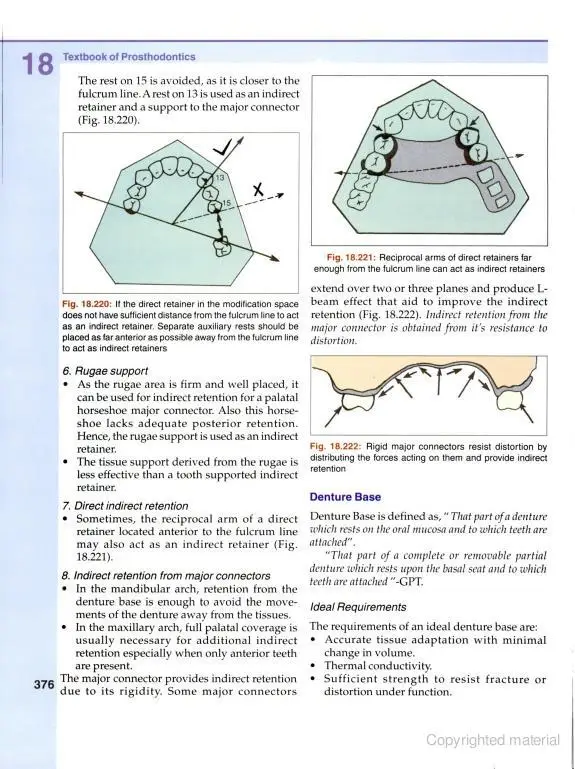 18
Textbook of Prosthodontics
The rest on 15 is avoided, as it is closer to the
fulcrum line. A rest on 13 is used as an indirect
retainer and a support to the major connector
(Fig. 18.220).
13
15
X
Fig. 18.220: If the direct retainer in the modification space
does not have sufficient distance from the fulcrum line to act
as an indirect retainer. Separate auxiliary rests should be
placed as far anterior as possible away from the fulcrum line
to act as indirect retainers
6. Rugae support
• As the rugae area is firm and well placed, it
can be used for indirect retention for a palatal
horseshoe major connector. Also this horse-
shoe lacks adequate posterior retention.
Hence, the rugae support is used as an indirect
retainer.
• The tissue support derived from the rugae is
less effective than a tooth supported indirect
retainer.
7. Direct indirect retention
• Sometimes, the reciprocal arm of a direct
retainer located anterior to the fulcrum line
may also act as an indirect retainer (Fig.
18.221).
8. Indirect retention from major connectors
• In the mandibular arch, retention from the
denture base is enough to avoid the move-
ments of the denture away from the tissues.
• In the maxillary arch, full palatal coverage is
usually necessary for additional indirect
retention especially when only anterior teeth
are present.
The major connector provides indirect retention
due to its rigidity. Some major connectors
376
Fig. 18.221: Reciprocal arms of direct retainers far
enough from the fulcrum line can act as indirect retainers
extend over two or three planes and produce L-
beam effect that aid to improve the indirect
retention (Fig. 18.222). Indirect retention from the
major connector is obtained from it's resistance to
distortion.
Fig. 18.222: Rigid major connectors resist distortion by
distributing the forces acting on them and provide indirect
retention
Denture Base
Denture Base is defined as, " That part of a denture
which rests on the oral mucosa and to which teeth are
attached".
"That part of a complete or removable partial
denture which rests upon the basal seat and to which
teeth are attached "-GPT.
Ideal Requirements
The requirements of an ideal denture base are:
• Accurate tissue adaptation with minimal
change in volume.
• Thermal conductivity.
• Sufficient strength to resist fracture or
distortion under function.
Copyrighted material